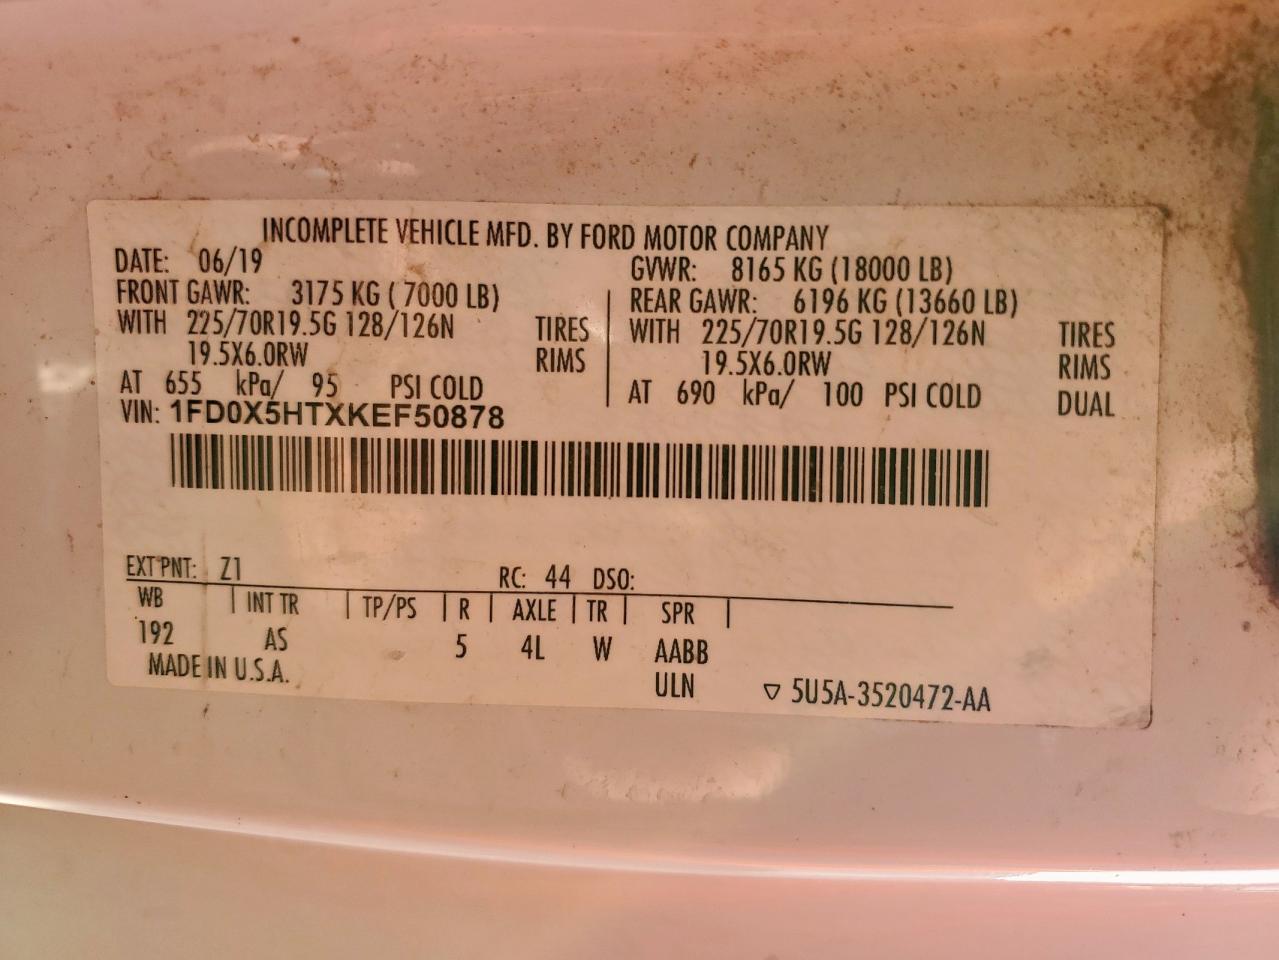 INCOMPLETE VEHICLE MFD. BY FORD MOTOR COMPANY
DATE: 06/19 GVWR: 8165 KG (18000 LB)
FRONT GAWR: 3175 KG ( 7000 LB) REAR GAWR: 6196 KG (13660 LB)
WITH 225/70R19.5G 128/126N TIRES WITH 225/70R19.5G 128/126N TIRES
19.5X6.0RW RIMS 19.5X6.0RW RIMS
AT 655 kPa/ 95 PSI COLD AT 690 kPa/ 100 PSI COLD DUAL
VIN: 1FD0X5HTXKEF50878
EXT PNT: Z1 RC: 44 DSO:
WB INT TR TP/PS R AXLE TR SPR
192 AS 5 4L W AABB
MADE IN U.S.A. ULN 5U5A-3520472-AA